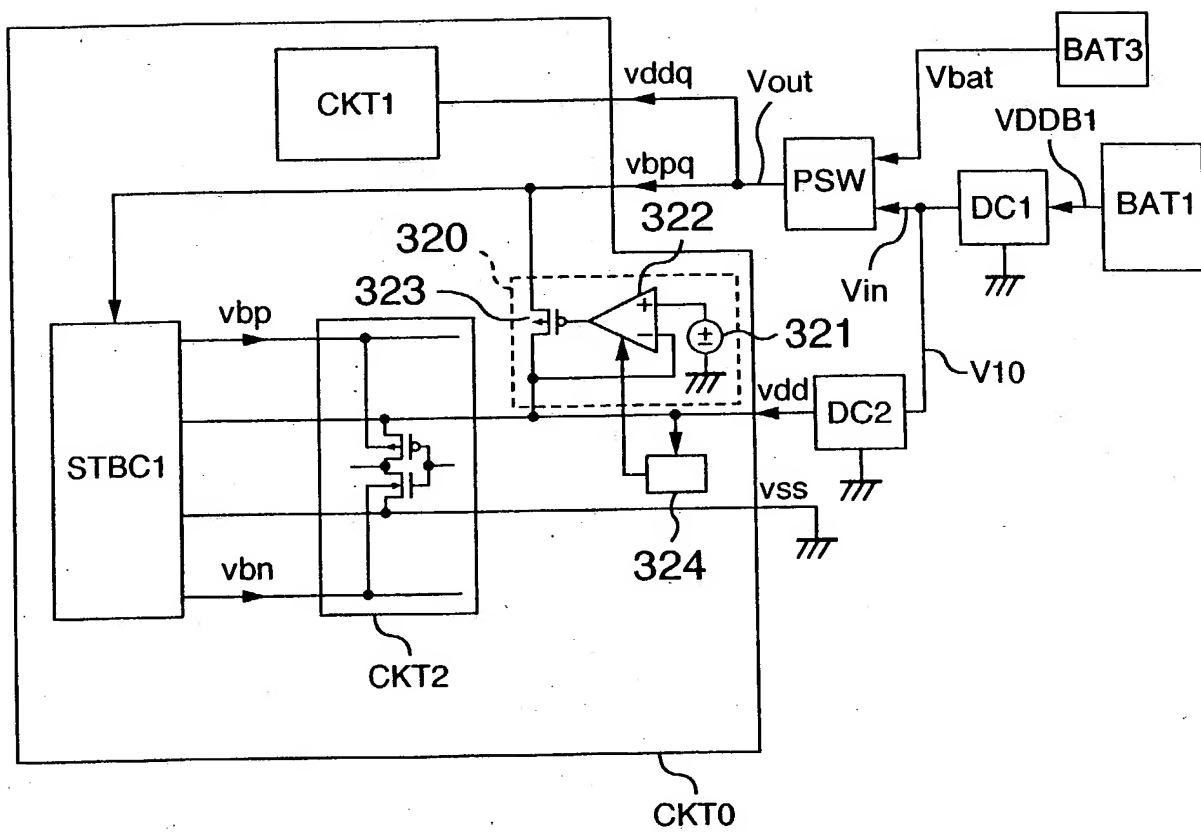 BAT3
Vbat
vddq
Vout
CKT1
VDDB1
vbpq
PSW
DC1
BAT1
322
320
323
Vin
321
vbp
V10
vdd
DC2
STBC1
vss
324
vbn
CKT2
CKT0
+
−
±